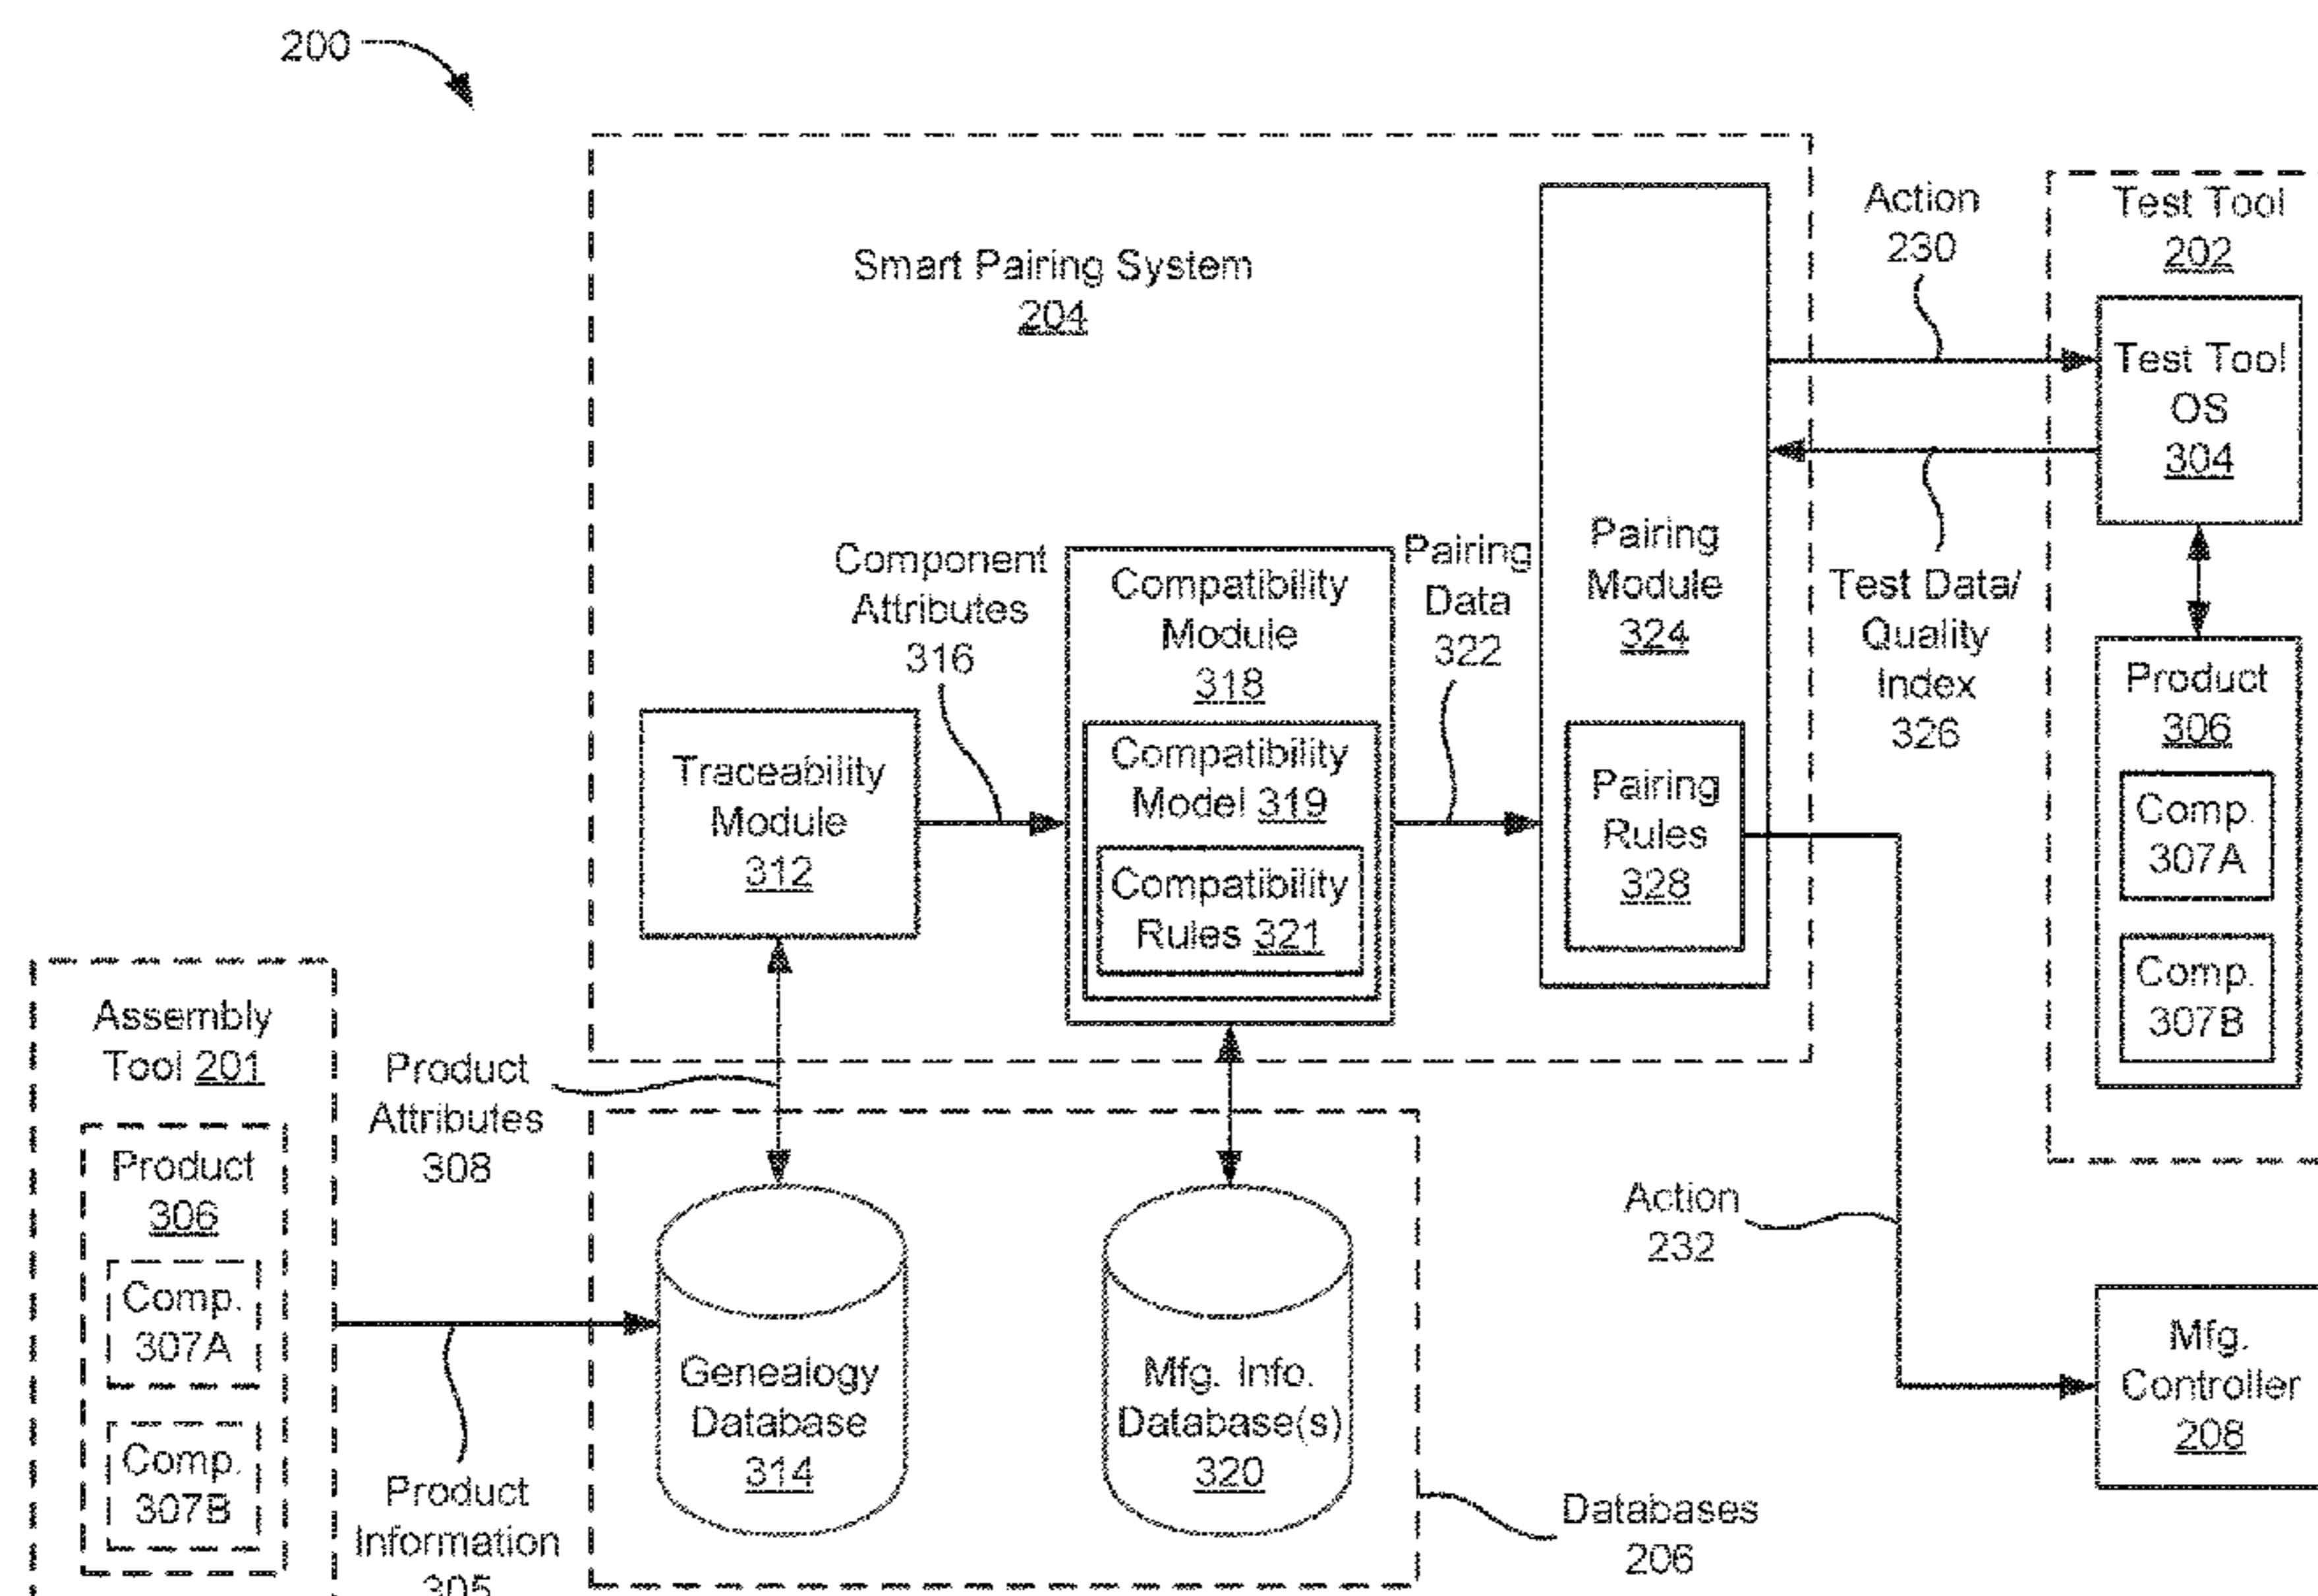 200
Smart Pairing System
204
Action
230
Test Tool
202
Test Tool
OS
304
Component
Attributes
316
Compatibility
Module
318
Compatibility
Model 319
Compatibility
Rules 321
Pairing
Data
322
Pairing
Module
324
Pairing
Rules
328
Test Data/
Quality
Index
326
Product
306
Comp.
307A
Comp.
307B
Traceability
Module
312
Assembly
Tool 201
Product
306
Comp.
307A
Comp.
307B
Product
Attributes
308
Product
Information
305
Genealogy
Database
314
Mfg. Info.
Database(s)
320
Databases
206
Action
232
Mfg.
Controller
208